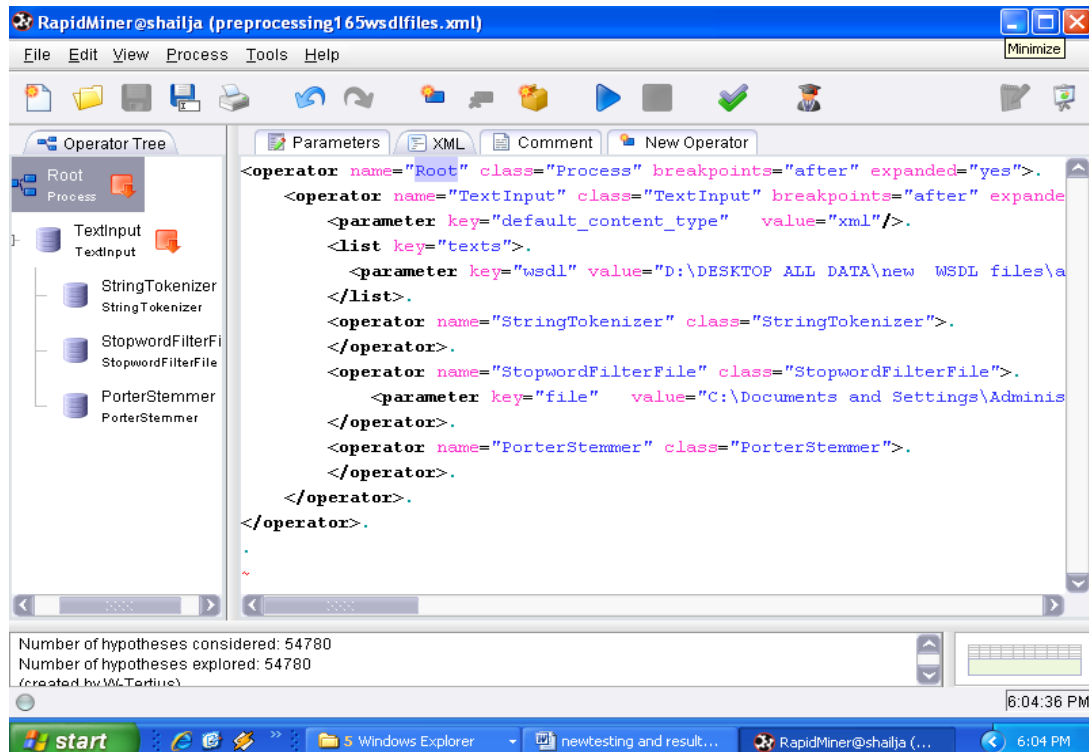 RapidMiner@shailja (preprocessing165wsdlfiles.xml)
File Edit View Process Tools Help
Minimize
Operator Tree
Parameters XML Comment New Operator
Root
Process
TextInput
TextInput
StringTokenizer
StringTokenizer
StopwordFilterFi
StopwordFilterFile
PorterStemmer
PorterStemmer
<operator name="Root" class="Process" breakpoints="after" expanded="yes">.
<operator name="TextInput" class="TextInput" breakpoints="after" expande
<parameter key="default_content_type" value="xml"/>.
<list key="texts">.
<parameter key="wsdl" value="D:\DESKTOP ALL DATA\new WSDL files\a
</list>.
<operator name="StringTokenizer" class="StringTokenizer">.
</operator>.
<operator name="StopwordFilterFile" class="StopwordFilterFile">.
<parameter key="file" value="C:\Documents and Settings\Adminis
</operator>.
<operator name="PorterStemmer" class="PorterStemmer">.
</operator>.
</operator>.
</operator>.
.
~
Number of hypotheses considered: 54780
Number of hypotheses explored: 54780
(created by W-Tertius)
6:04:36 PM
start » 5 Windows Explorer newtesting and result... RapidMiner@shailja (... 6:04 PM